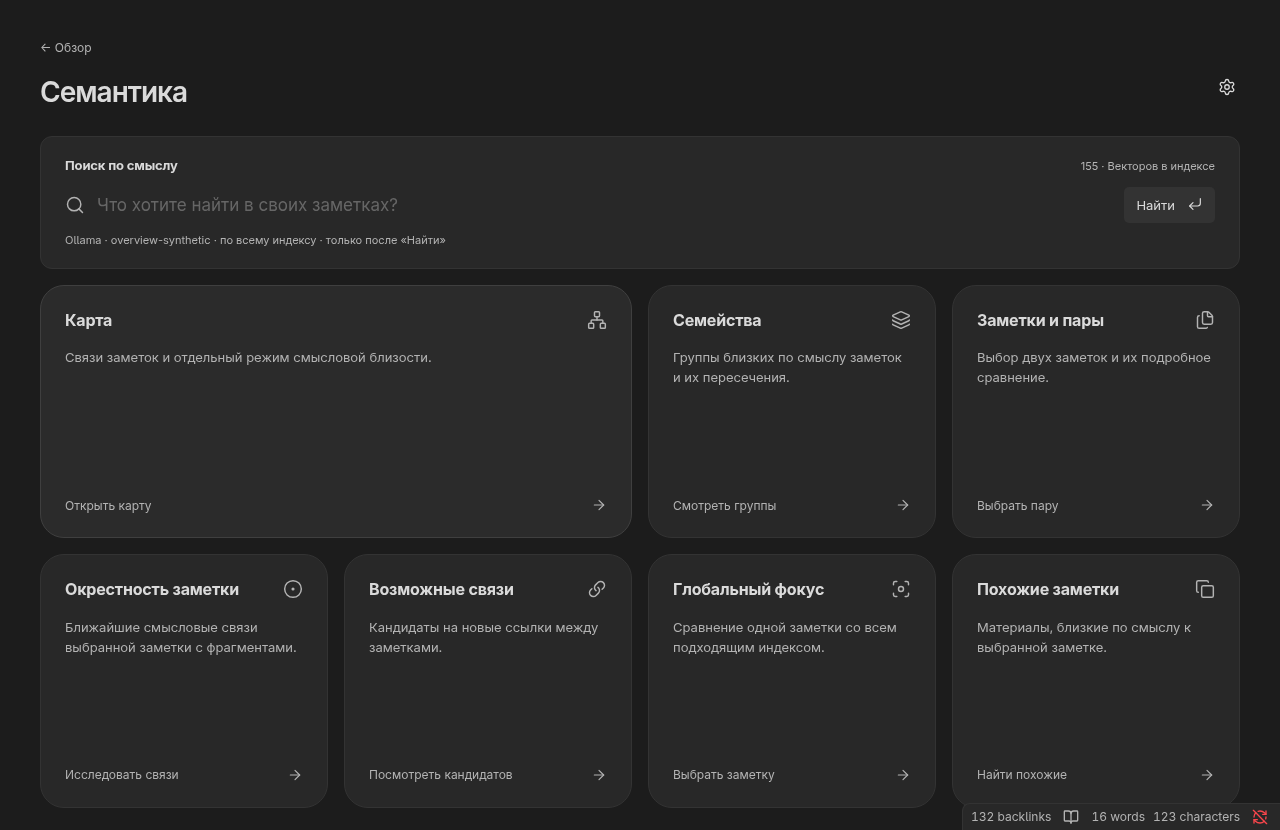 ← Обзор
Семантика
Поиск по смыслу
155 · Векторов в индексе
Что хотите найти в своих заметках?
Найти
Ollama · overview-synthetic · по всему индексу · только после «Найти»
Карта
Связи заметок и отдельный режим смысловой близости.
Открыть карту
Семейства
Группы близких по смыслу заметок
и их пересечения.
Смотреть группы
Заметки и пары
Выбор двух заметок и их подробное
сравнение.
Выбрать пару
Окрестность заметки
Ближайшие смысловые связи
выбранной заметки с фрагментами.
Исследовать связи
Возможные связи
Кандидаты на новые ссылки между
заметками.
Посмотреть кандидатов
Глобальный фокус
Сравнение одной заметки со всем
подходящим индексом.
Выбрать заметку
Похожие заметки
Материалы, близкие по смыслу к
выбранной заметке.
Найти похожие
132 backlinks
16 words
123 characters